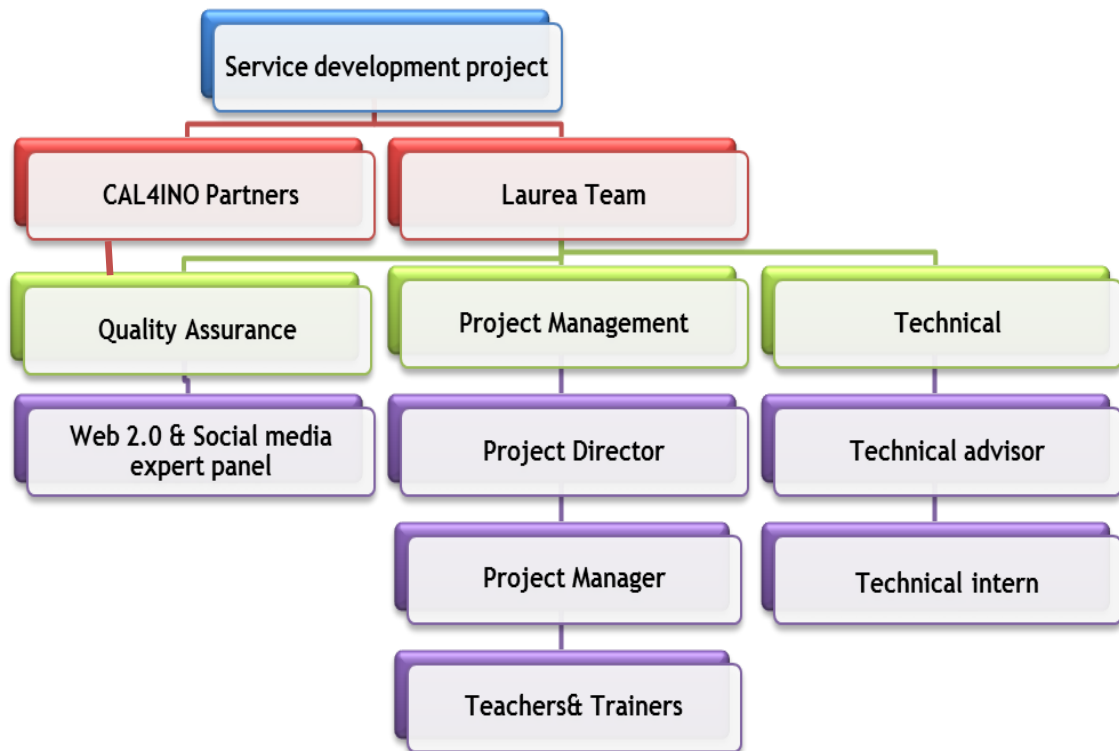 Service development project
CAL4INO Partners
Laurea Team
Quality Assurance
Project Management
Technical
Web 2.0 & Social media
expert panel
Project Director
Technical advisor
Project Manager
Technical intern
Teachers& Trainers